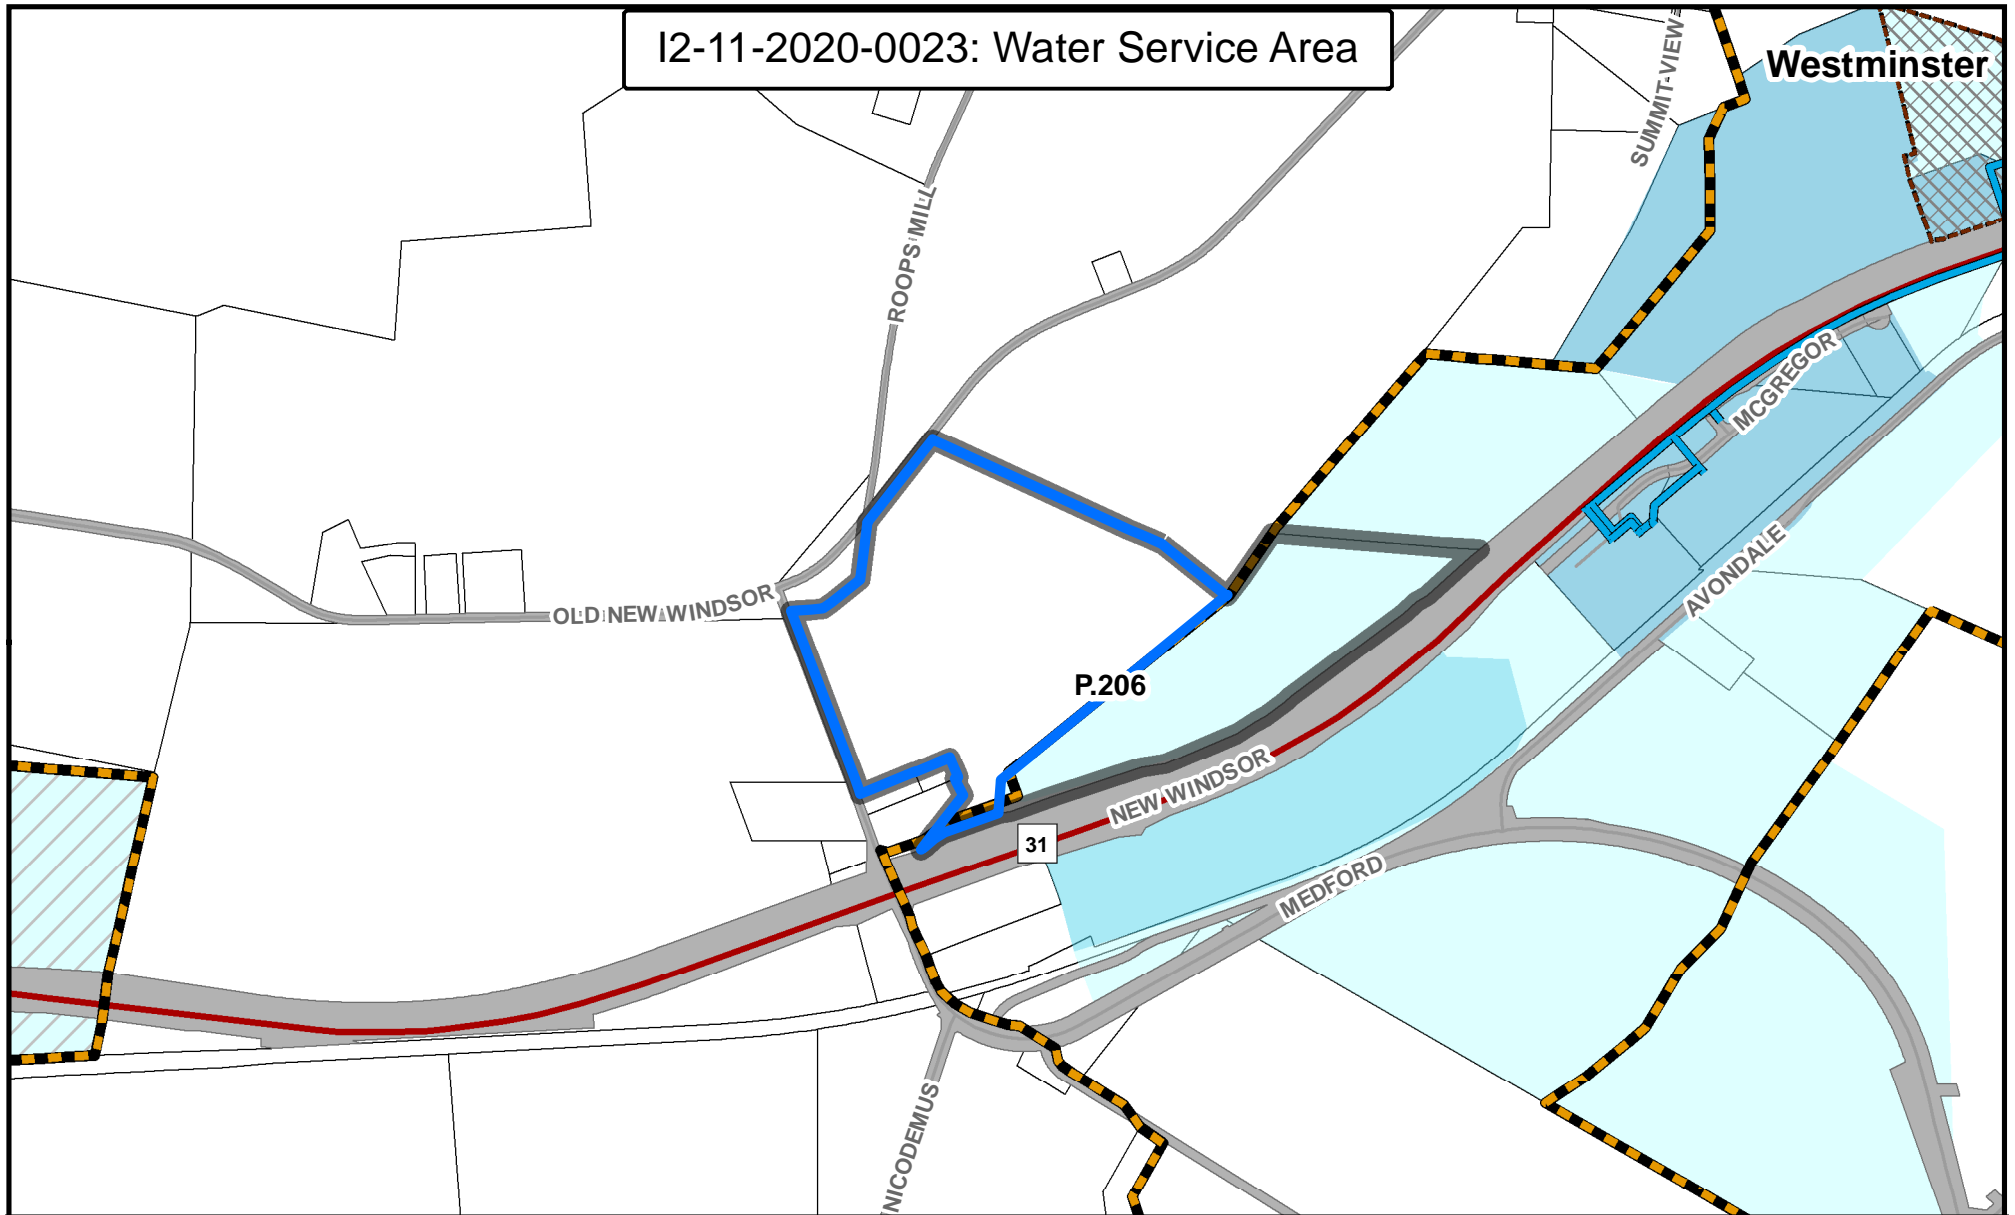 I2-11-2020-0023: Water Service Area
Westminster
SUMMIT-VIEW
ROOPS MILL
MCGREGOR
AVONDALE
OLD NEW WINDSOR
P.206
NEW WINDSOR
31
MEDFORD
NICODEMUS